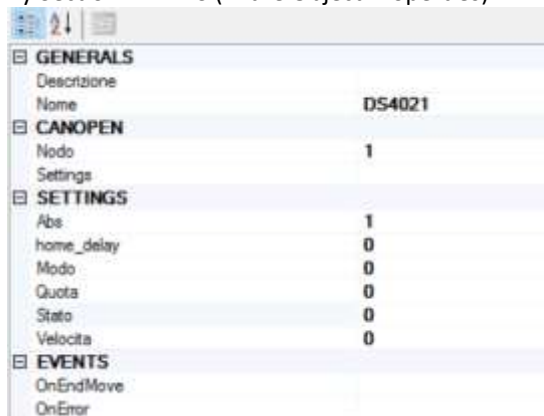 GENERALS
Descrizione
Nome DS4021
CANOPEN
Nodo 1
Settings
SETTINGS
Abs 1
home_delay 0
Modo 0
Quota 0
Stato 0
Velocita 0
EVENTS
OnEndMove
OnError